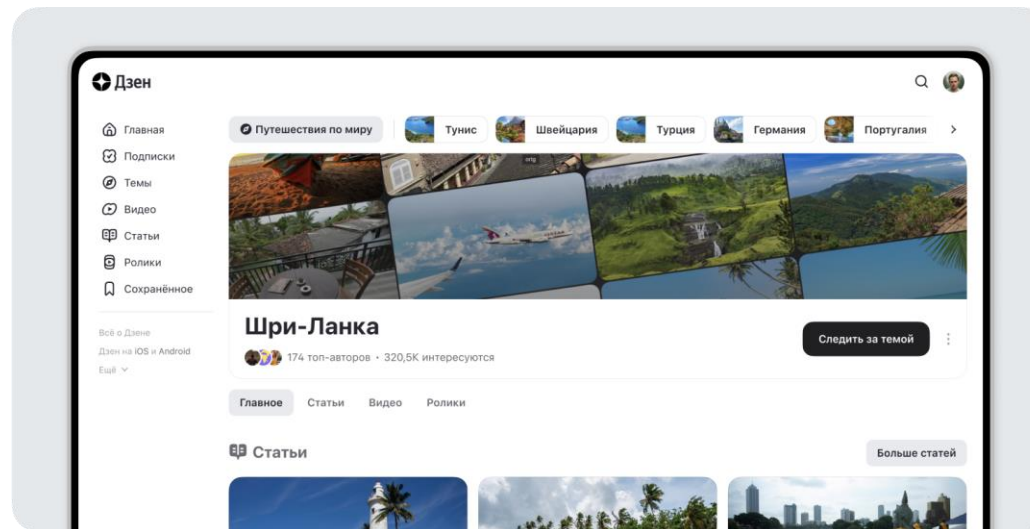 Дзен
Главная
Подписки
Темы
Видео
Статьи
Ролики
Сохранённое
Всё о Дзене
Дзен на iOS и Android
Ещё
Путешествия по миру
Тунис
Швейцария
Турция
Германия
Португалия
orig
Шри-Ланка
174 топ-авторов • 320,5K интересуются
Следить за темой
Главное Статьи Видео Ролики
Статьи
Больше статей